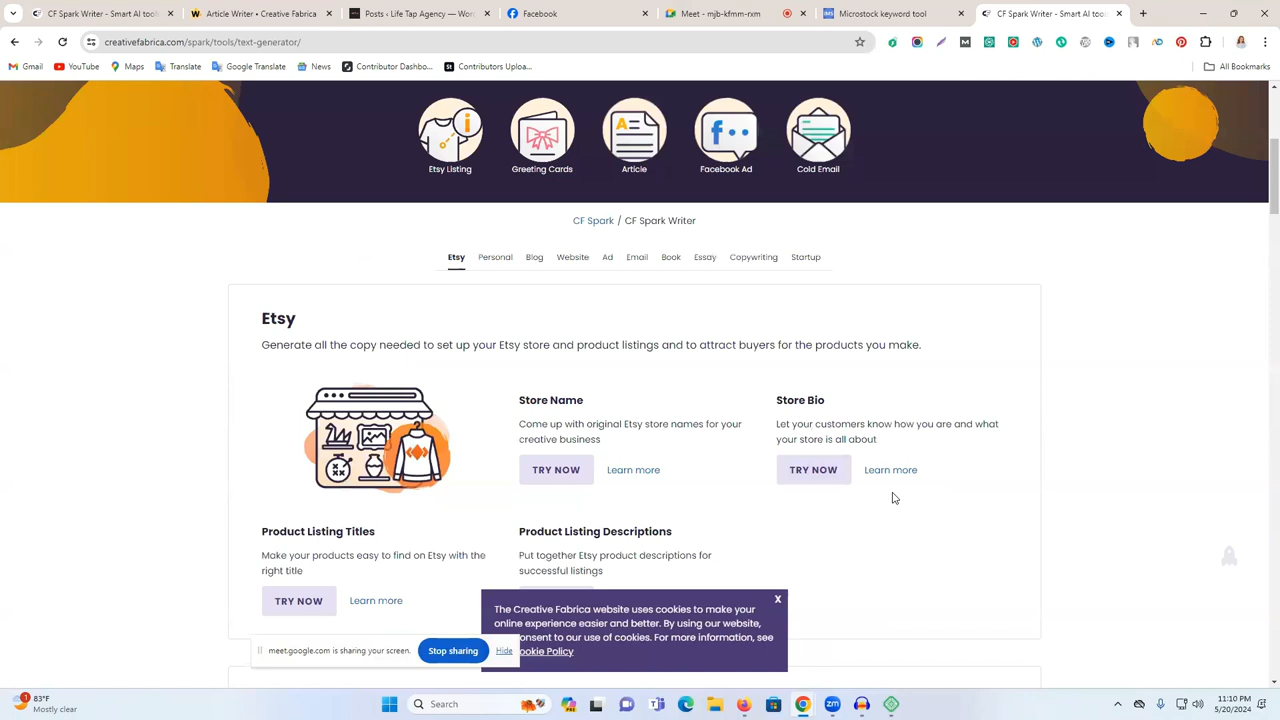 CF Spark Writer - Smart AI tools
Article Writer - Creative Fabri
Posing - Life Tap Agency — Wo
Facebook
Meet - mjb-kfmm-rxm
Microstock keyword tool
CF Spark Writer - Smart AI tool
creativefabrica.com/spark/tools/text-generator/
Gmail
YouTube
Maps
Translate
Google Translate
News
Contributor Dashbo...
Contributors Uploa...
All Bookmarks
Etsy Listing
Greeting Cards
Article
Facebook Ad
Cold Email
CF Spark / CF Spark Writer
Etsy Personal Blog Website Ad Email Book Essay Copywriting Startup
Etsy
Generate all the copy needed to set up your Etsy store and product listings and to attract buyers for the products you make.
Store Name
Come up with original Etsy store names for your
creative business
TRY NOW Learn more
Store Bio
Let your customers know how you are and what
your store is all about
TRY NOW Learn more
Product Listing Titles
Make your products easy to find on Etsy with the
right title
TRY NOW Learn more
Product Listing Descriptions
Put together Etsy product descriptions for
successful listings
The Creative Fabrica website uses cookies to make your
online experience easier and better. By using our website,
onsent to our use of cookies. For more information, see
ookie Policy
X
meet.google.com is sharing your screen.
Stop sharing
Hide
83°F
Mostly clear
Search
11:10 PM
5/20/2024